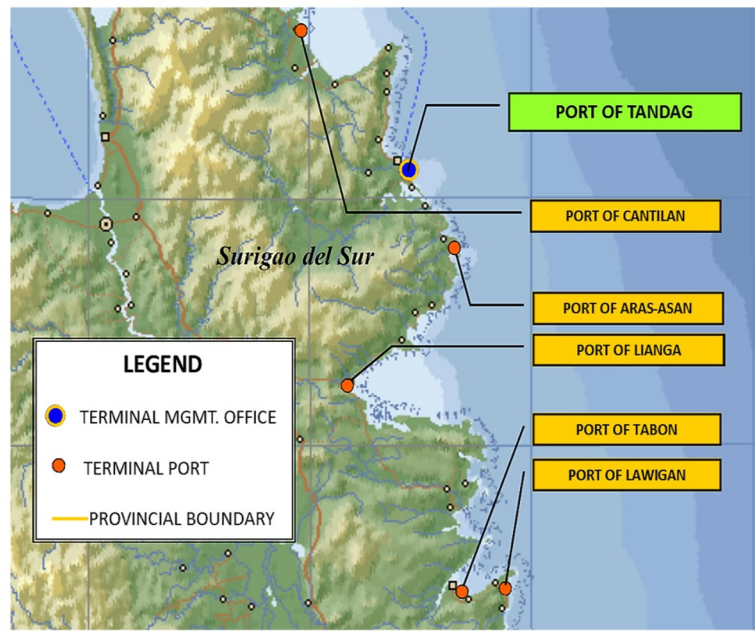 PORT OF TANDAG
PORT OF CANTILAN
Surigao del Sur
PORT OF ARAS-ASAN
PORT OF LIANGA
LEGEND
TERMINAL MGMT. OFFICE
TERMINAL PORT
PROVINCIAL BOUNDARY
PORT OF TABON
PORT OF LAWIGAN